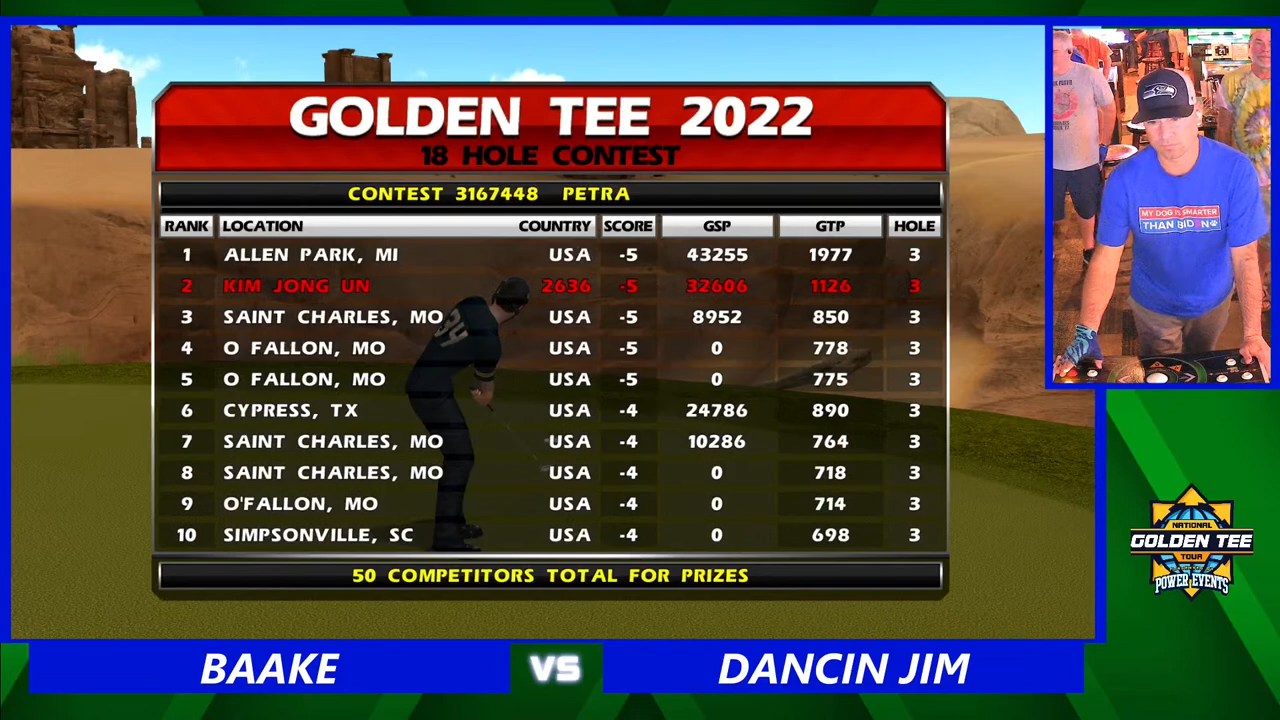 GOLDEN TEE 2022
18 HOLE CONTEST
CONTEST 3167448 PETRA
RANK LOCATION COUNTRY SCORE GSP GTP HOLE
1 ALLEN PARK, MI USA -5 43255 1977 3
2 KIM JONG UN 2636 -5 32606 1126 3
3 SAINT CHARLES, MO USA -5 8952 850 3
4 O FALLON, MO USA -5 0 778 3
5 O FALLON, MO USA -5 0 775 3
6 CYPRESS, TX USA -4 24786 890 3
7 SAINT CHARLES, MO USA -4 10286 764 3
8 SAINT CHARLES, MO USA -4 0 718 3
9 O'FALLON, MO USA -4 0 714 3
10 SIMPSONVILLE, SC USA -4 0 698 3
50 COMPETITORS TOTAL FOR PRIZES
34
MY DOG IS SMARTER
THAN BIDEN
NATIONAL
GOLDEN TEE
TOUR
POWER EVENTS
BAAKE VS DANCIN JIM